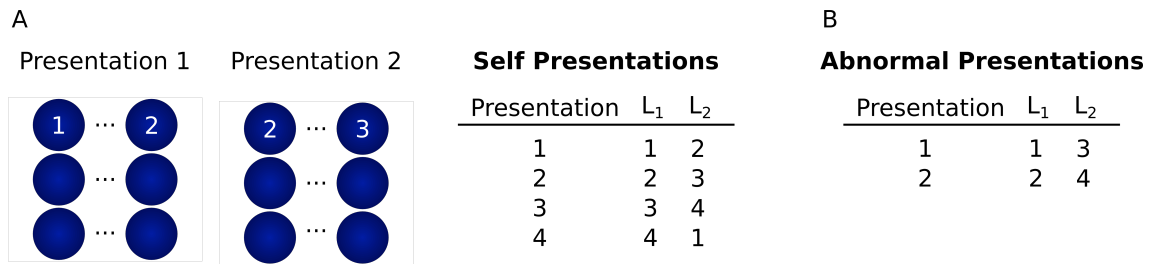 A
B
Presentation 1
Presentation 2
Self Presentations
Abnormal Presentations
1 ... 2
2 ... 3
...
...
...
...
Presentation L1 L2
1 1 2
2 2 3
3 3 4
4 4 1
Presentation L1 L2
1 1 3
2 2 4